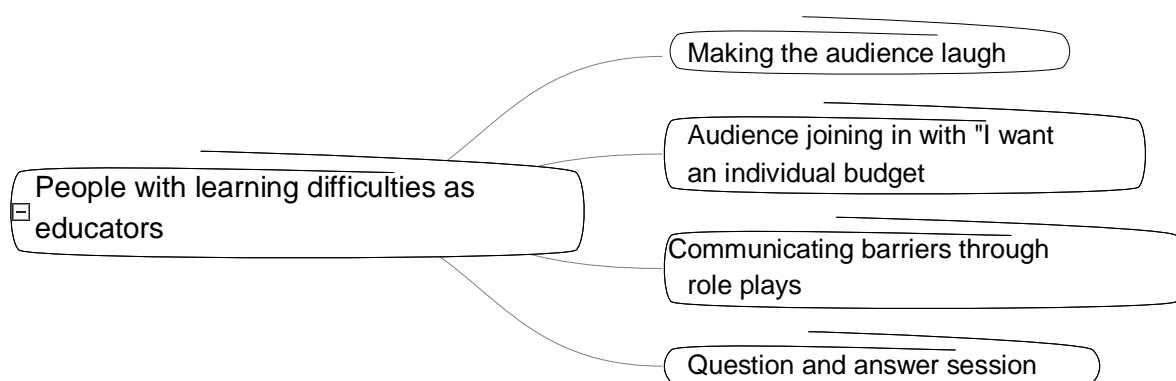 People with learning difficulties as
educators
Making the audience laugh
Audience joining in with "I want
an individual budget
Communicating barriers through
role plays
Question and answer session